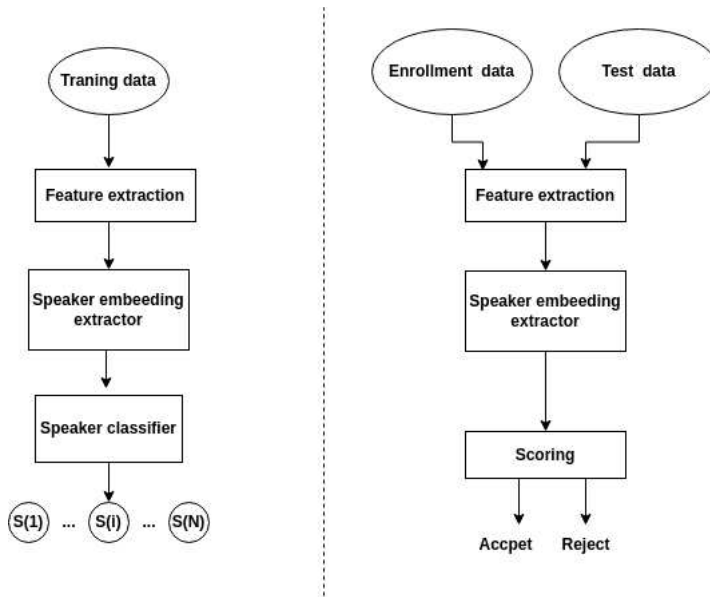 Traning data
Feature extraction
Speaker embeeding
extractor
Speaker classifier
S(1) ... S(i) ... S(N)
Enrollment data
Test data
Feature extraction
Speaker embeeding
extractor
Scoring
Accpet
Reject